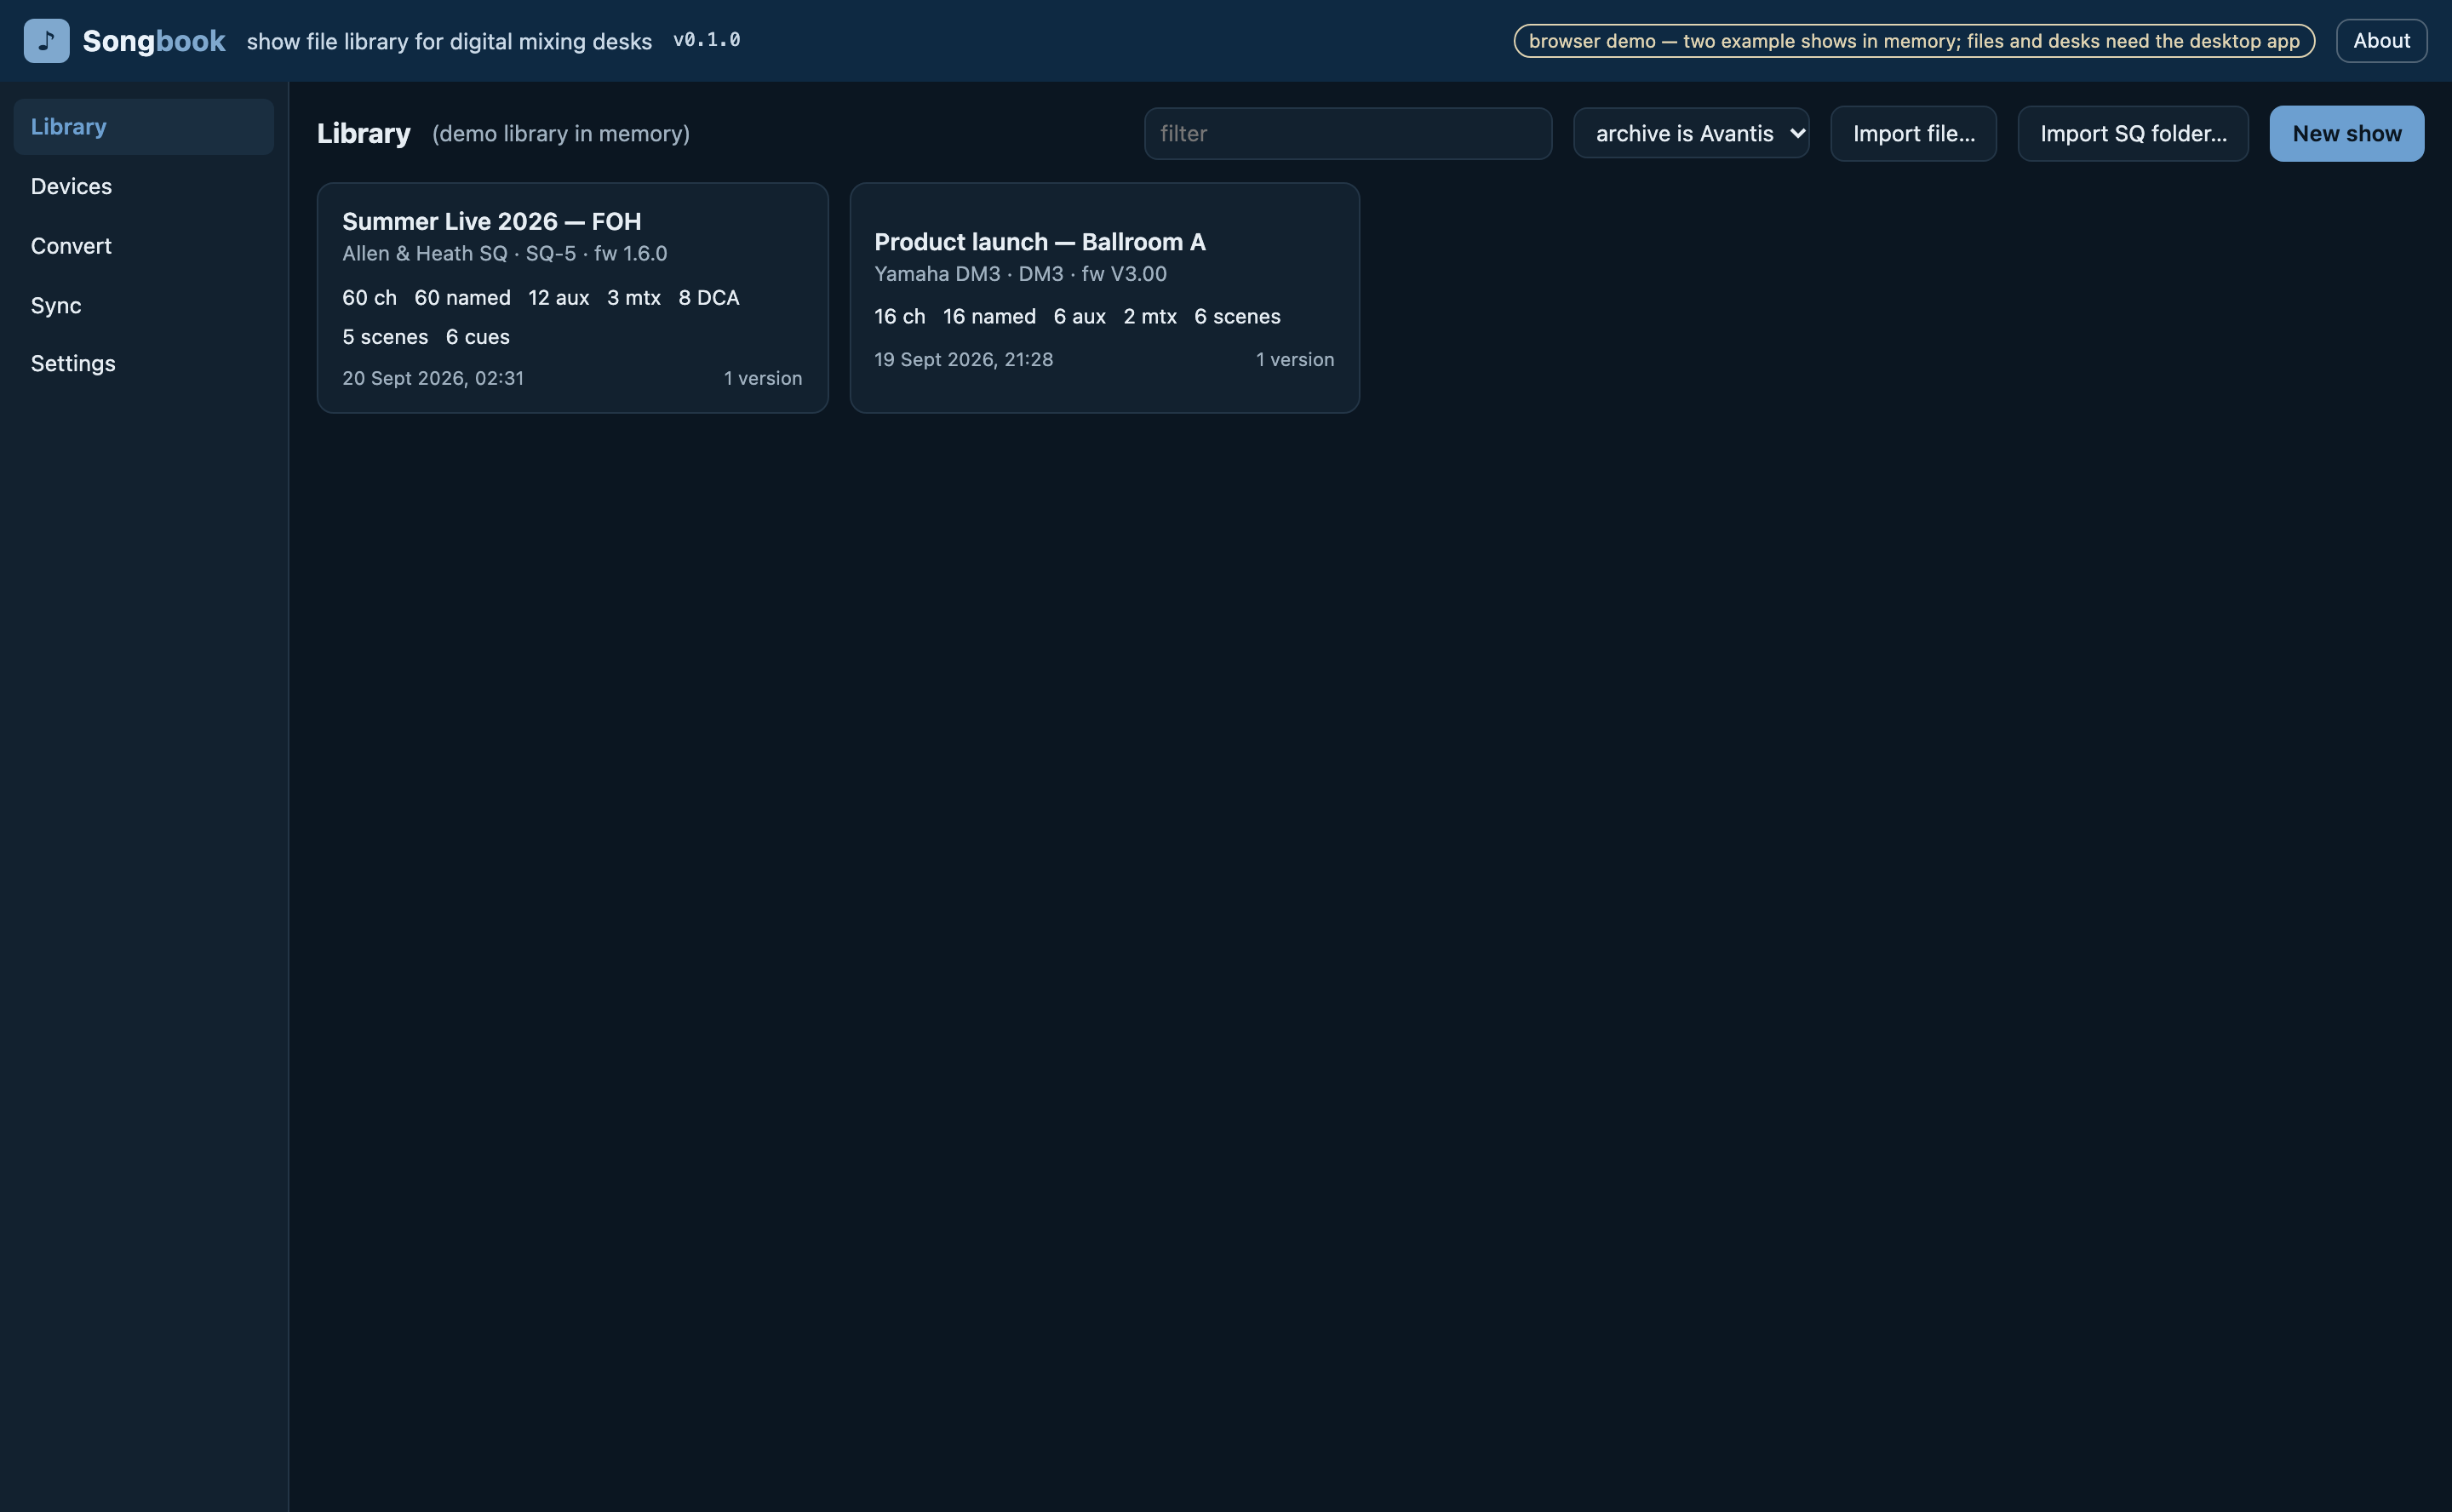 ♪ Songbook show file library for digital mixing desks v0.1.0
browser demo — two example shows in memory; files and desks need the desktop app
About
Library
Devices
Convert
Sync
Settings
Library (demo library in memory)
filter
archive is Avantis
Import file...
Import SQ folder...
New show
Summer Live 2026 — FOH
Allen & Heath SQ · SQ-5 · fw 1.6.0
60 ch 60 named 12 aux 3 mtx 8 DCA
5 scenes 6 cues
20 Sept 2026, 02:31 1 version
Product launch — Ballroom A
Yamaha DM3 · DM3 · fw V3.00
16 ch 16 named 6 aux 2 mtx 6 scenes
19 Sept 2026, 21:28 1 version